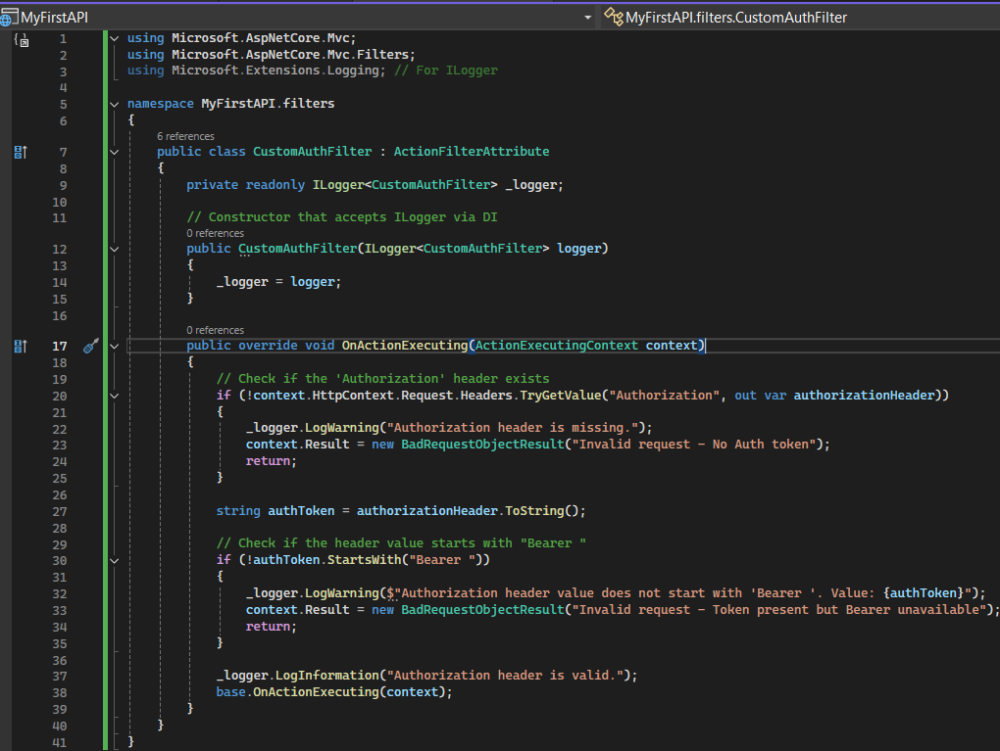 MyFirstAPI MyFirstAPI.filters.CustomAuthFilter
1 using Microsoft.AspNetCore.Mvc;
2 using Microsoft.AspNetCore.Mvc.Filters;
3 using Microsoft.Extensions.Logging; // For ILogger
4
5 namespace MyFirstAPI.filters
6 {
6 references
7 public class CustomAuthFilter : ActionFilterAttribute
8 {
9 private readonly ILogger<CustomAuthFilter> _logger;
10
11 // Constructor that accepts ILogger via DI
0 references
12 public CustomAuthFilter(ILogger<CustomAuthFilter> logger)
13 {
14 _logger = logger;
15 }
16
0 references
17 public override void OnActionExecuting(ActionExecutingContext context)
18 {
19 // Check if the 'Authorization' header exists
20 if (!context.HttpContext.Request.Headers.TryGetValue("Authorization", out var authorizationHeader))
21 {
22 _logger.LogWarning("Authorization header is missing.");
23 context.Result = new BadRequestObjectResult("Invalid request - No Auth token");
24 return;
25 }
26
27 string authToken = authorizationHeader.ToString();
28
29 // Check if the header value starts with "Bearer "
30 if (!authToken.StartsWith("Bearer "))
31 {
32 _logger.LogWarning($"Authorization header value does not start with 'Bearer '. Value: {authToken}");
33 context.Result = new BadRequestObjectResult("Invalid request - Token present but Bearer unavailable");
34 return;
35 }
36
37 _logger.LogInformation("Authorization header is valid.");
38 base.OnActionExecuting(context);
39 }
40 }
41 }